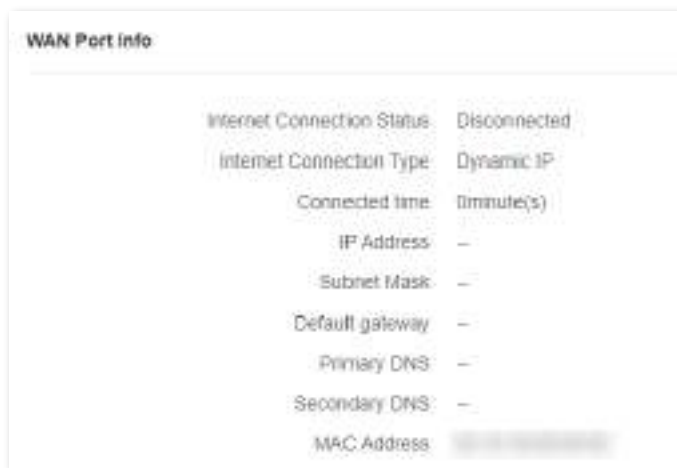 WAN Port Info
Internet Connection Status Disconnected
Internet Connection Type Dynamic IP
Connected time 0minute(s)
IP Address --
Subnet Mask --
Default gateway --
Primary DNS --
Secondary DNS --
MAC Address